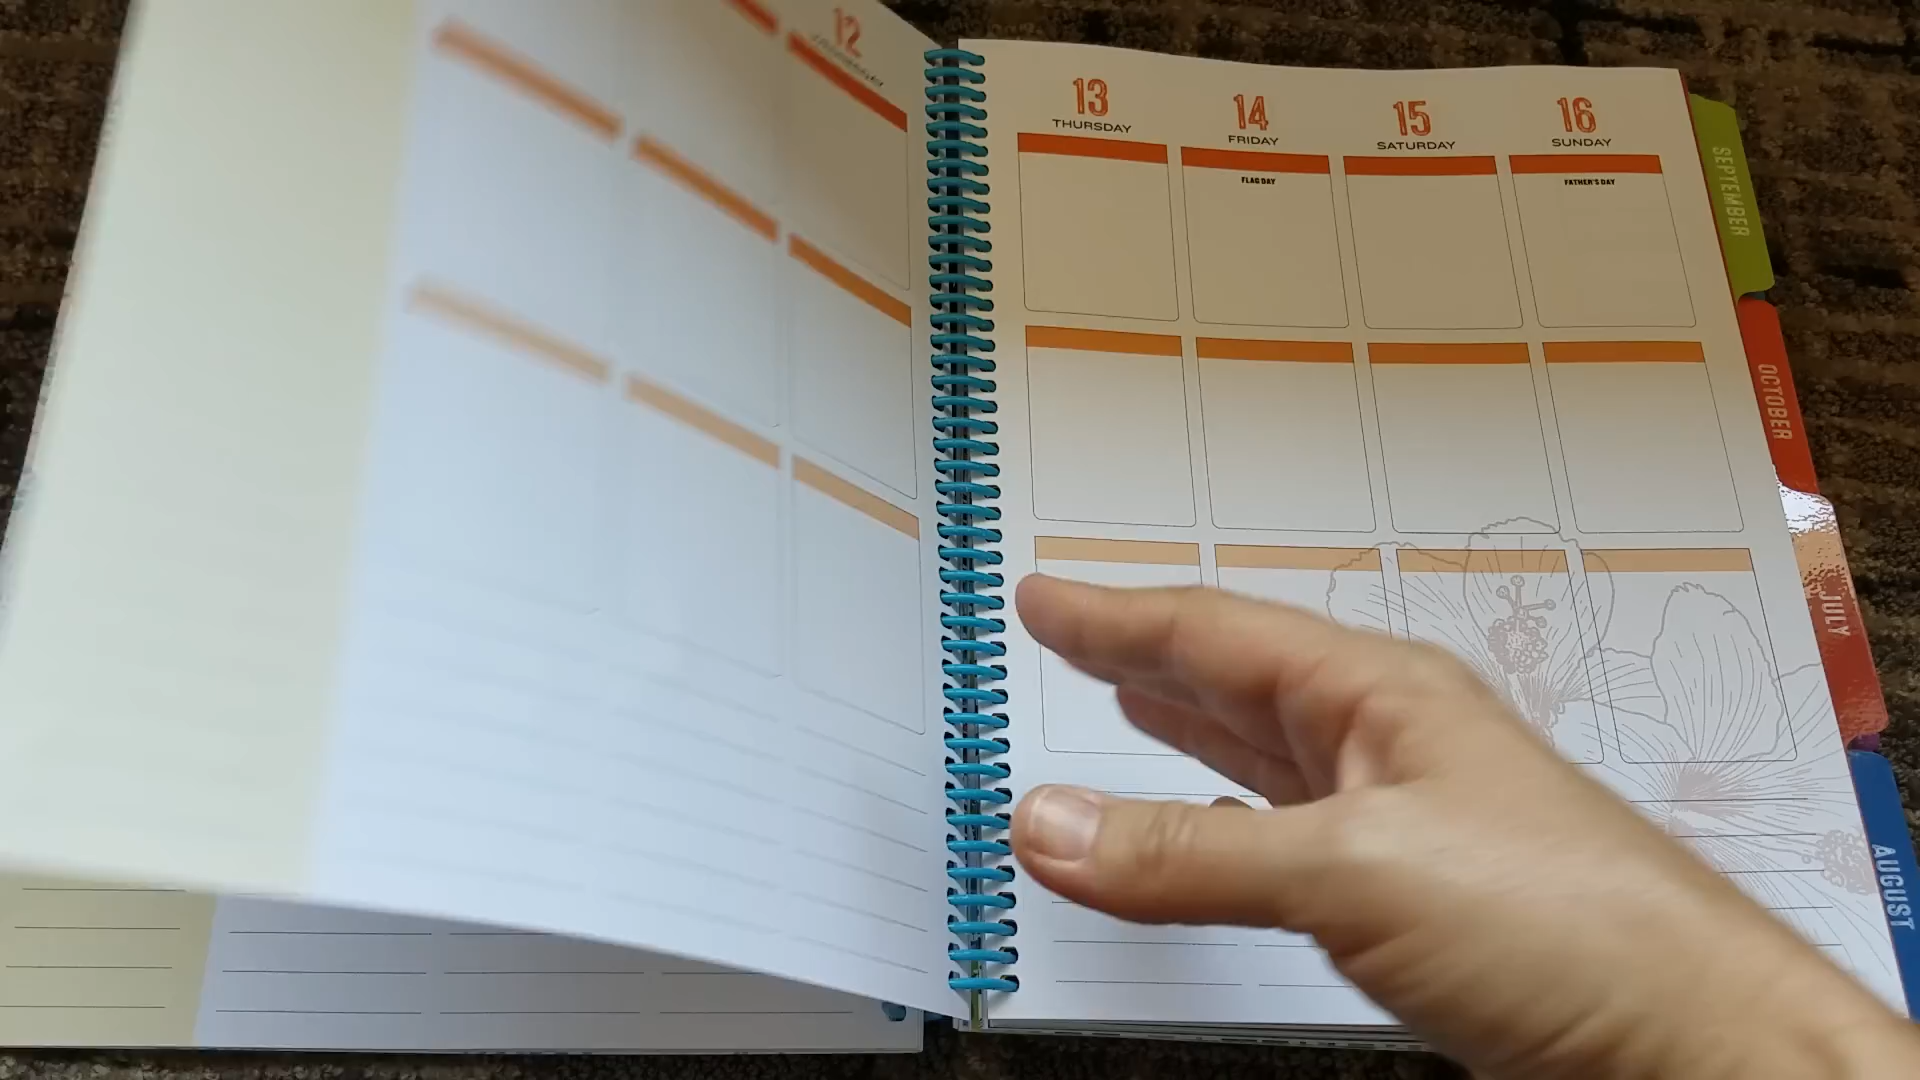 12
13
THURSDAY
14
FRIDAY
15
SATURDAY
16
SUNDAY
FLAG DAY
FATHER'S DAY
SEPTEMBER
OCTOBER
JULY
AUGUST